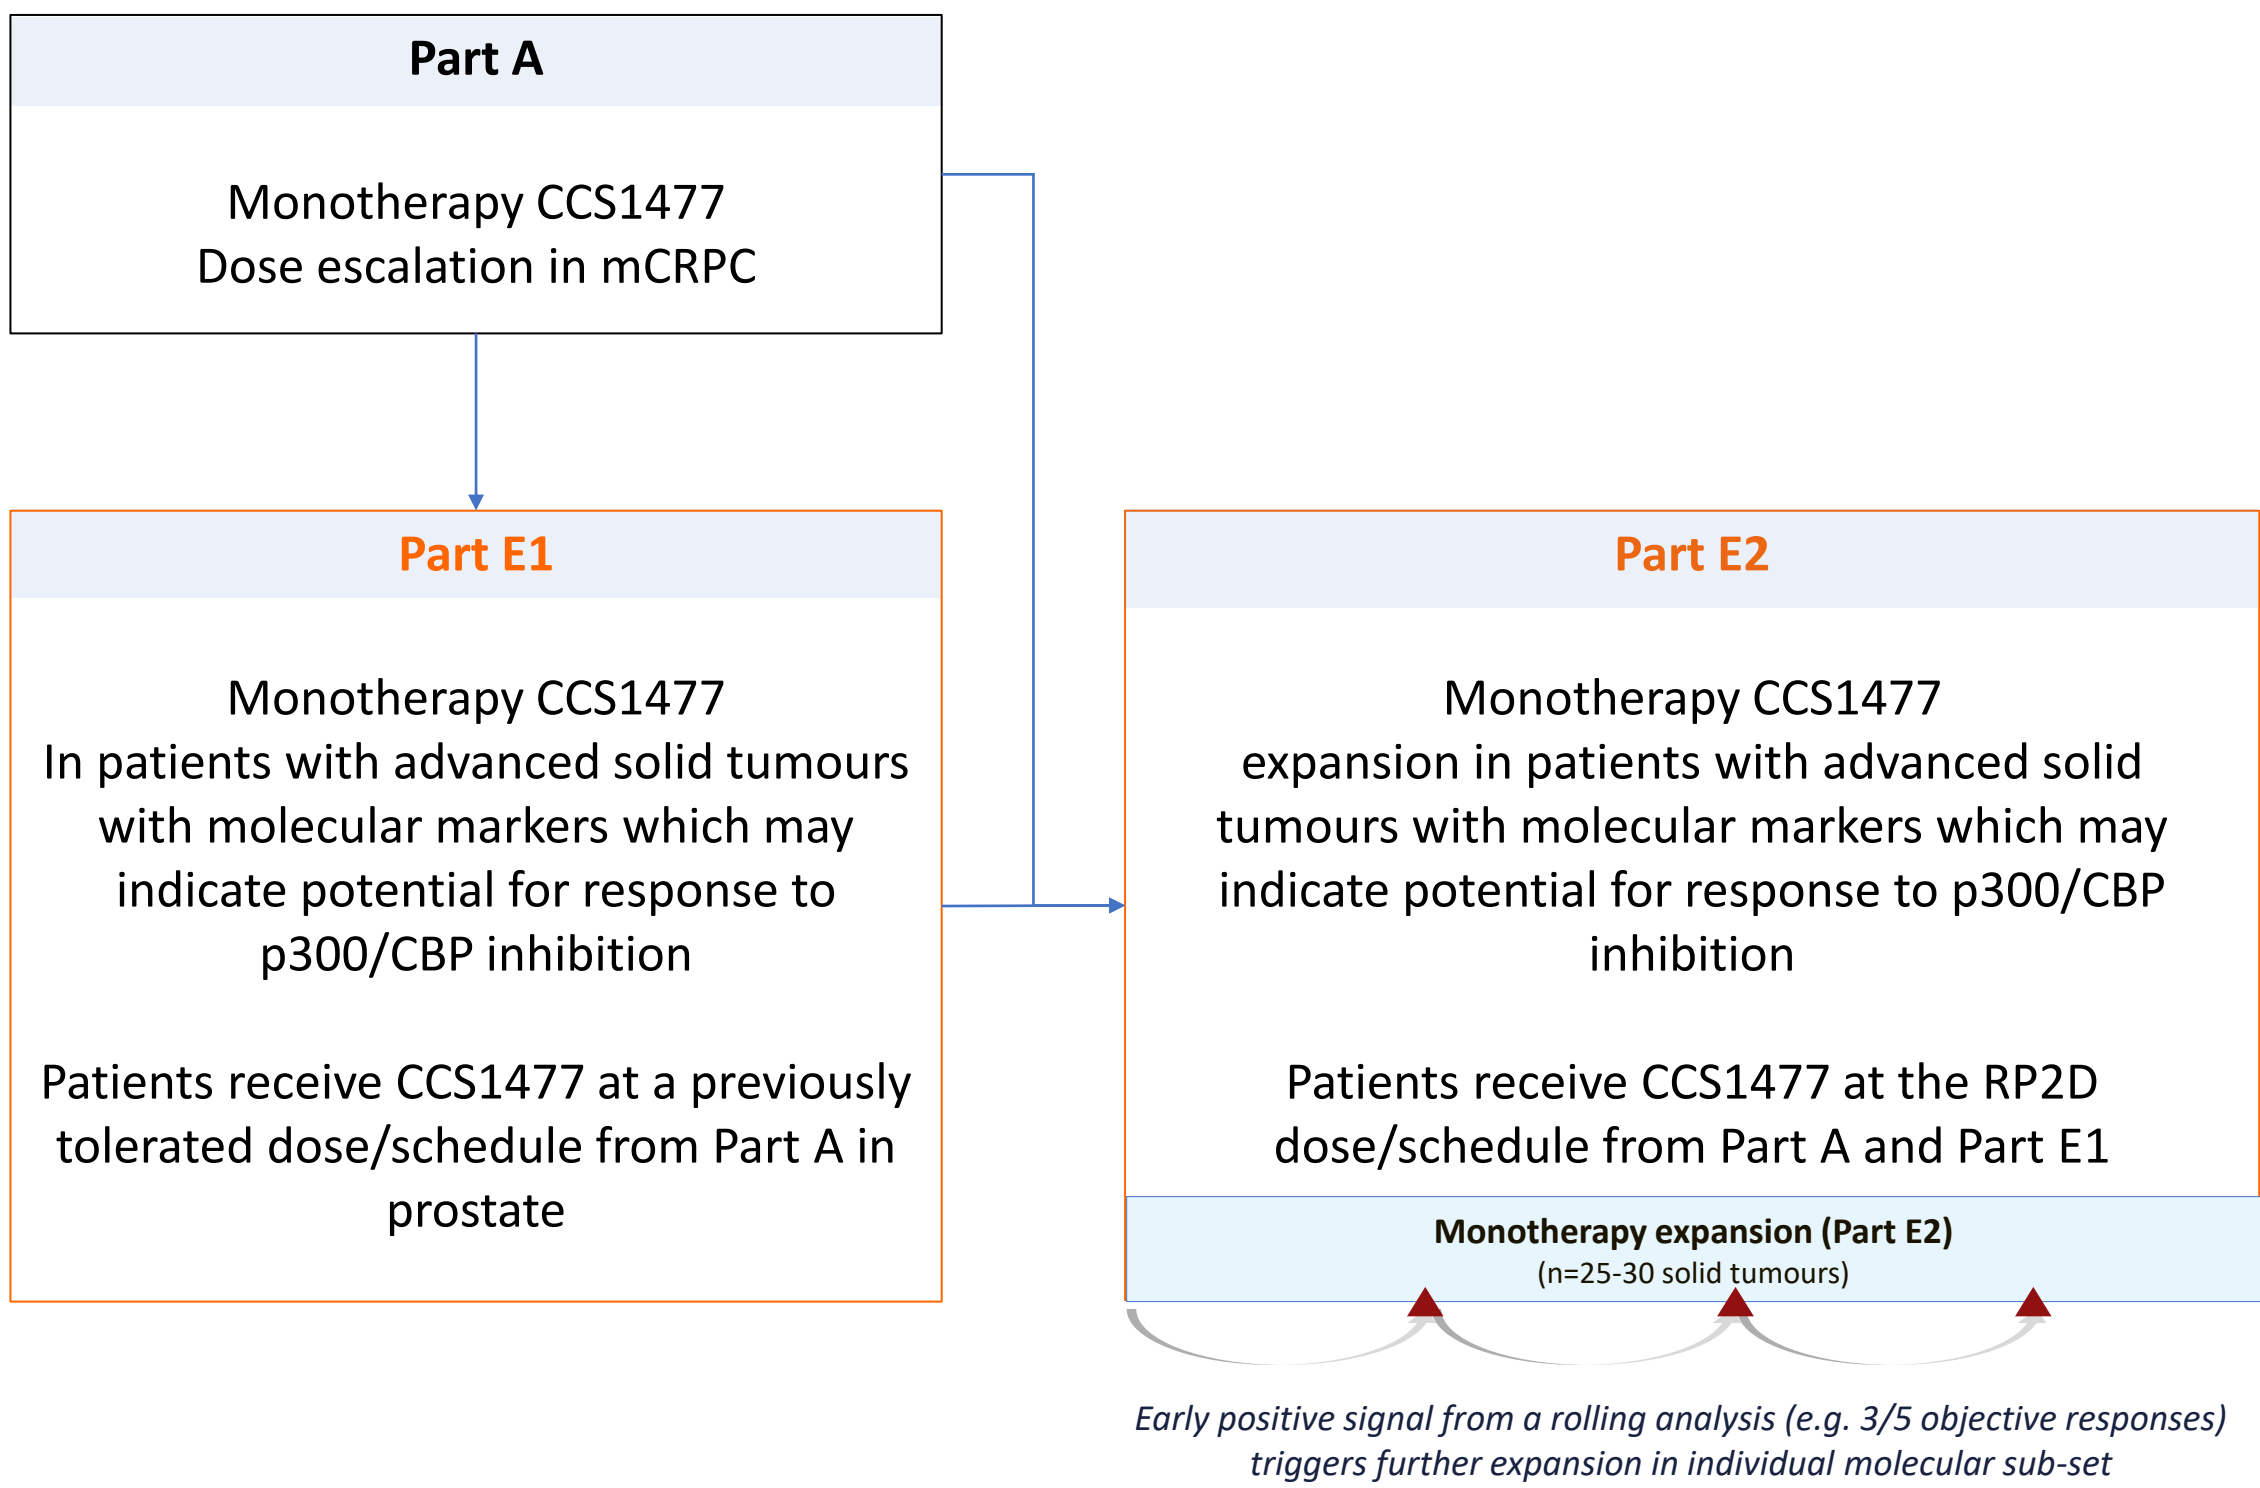 Part A
Monotherapy CCS1477
Dose escalation in mCRPC
Part E1
Monotherapy CCS1477
In patients with advanced solid tumours
with molecular markers which may
indicate potential for response to
p300/CBP inhibition
Patients receive CCS1477 at a previously
tolerated dose/schedule from Part A in
prostate
Part E2
Monotherapy CCS1477
expansion in patients with advanced solid
tumours with molecular markers which may
indicate potential for response to p300/CBP
inhibition
Patients receive CCS1477 at the RP2D
dose/schedule from Part A and Part E1
Monotherapy expansion (Part E2)
(n=25-30 solid tumours)
Early positive signal from a rolling analysis (e.g. 3/5 objective responses)
triggers further expansion in individual molecular sub-set